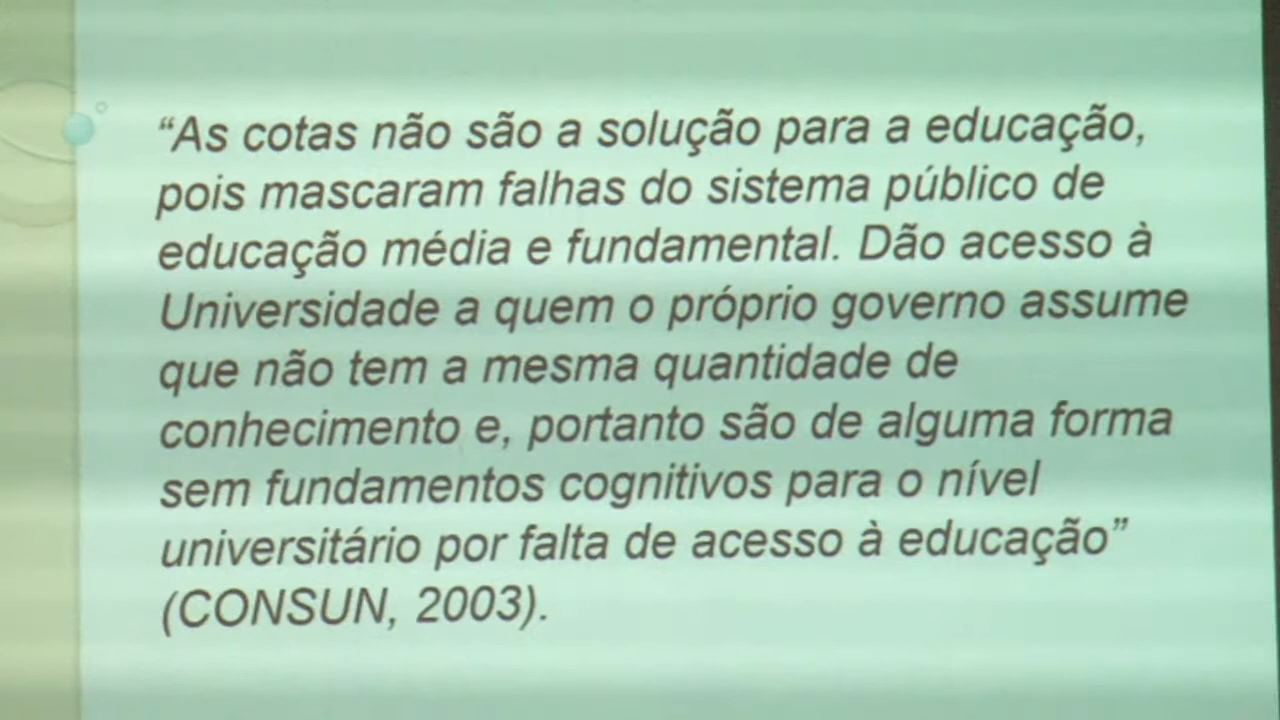 “As cotas não são a solução para a educação,
pois mascaram falhas do sistema público de
educação média e fundamental. Dão acesso à
Universidade a quem o próprio governo assume
que não tem a mesma quantidade de
conhecimento e, portanto são de alguma forma
sem fundamentos cognitivos para o nível
universitário por falta de acesso à educação”
(CONSUN, 2003).